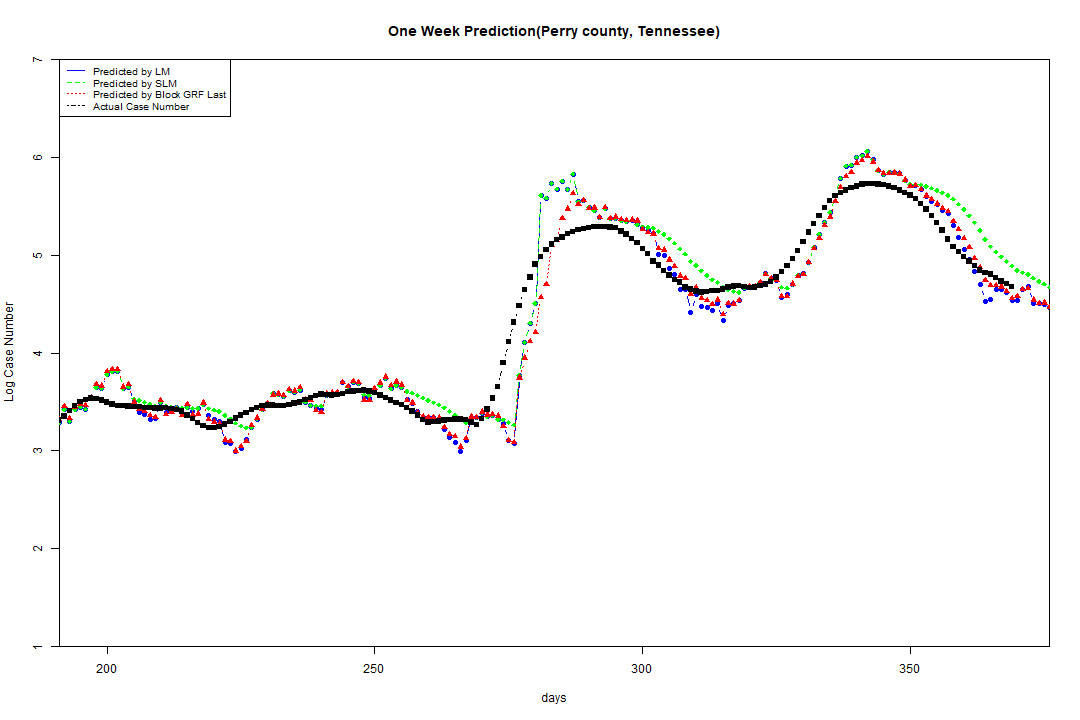 One Week Prediction(Perry county, Tennessee)
Predicted by LM
Predicted by SLM
Predicted by Block GRF Last
Actual Case Number
7
6
5
4
3
2
1
Log Case Number
200
250
300
350
days